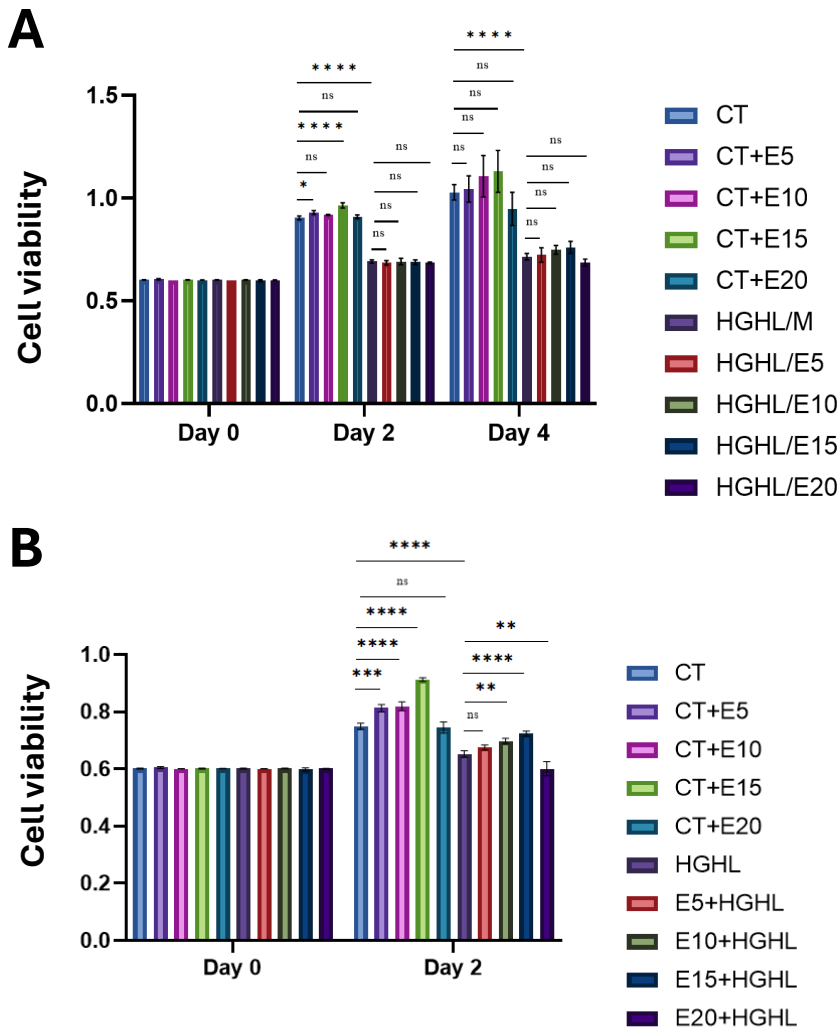 A
* * * *
* * * *
ns
ns
ns
* * * *
ns
ns
ns
ns
*
ns
ns
ns
ns
ns
ns
ns
1.5
1.0
0.5
0.0
Cell viability
Day 0
Day 2
Day 4
CT
CT+E5
CT+E10
CT+E15
CT+E20
HGHL/M
HGHL/E5
HGHL/E10
HGHL/E15
HGHL/E20
B
****
ns
****
****
***
**
****
**
ns
1.0
0.8
0.6
0.4
0.2
0.0
Cell viability
Day 0
Day 2
CT
CT+E5
CT+E10
CT+E15
CT+E20
HGHL
E5+HGHL
E10+HGHL
E15+HGHL
E20+HGHL